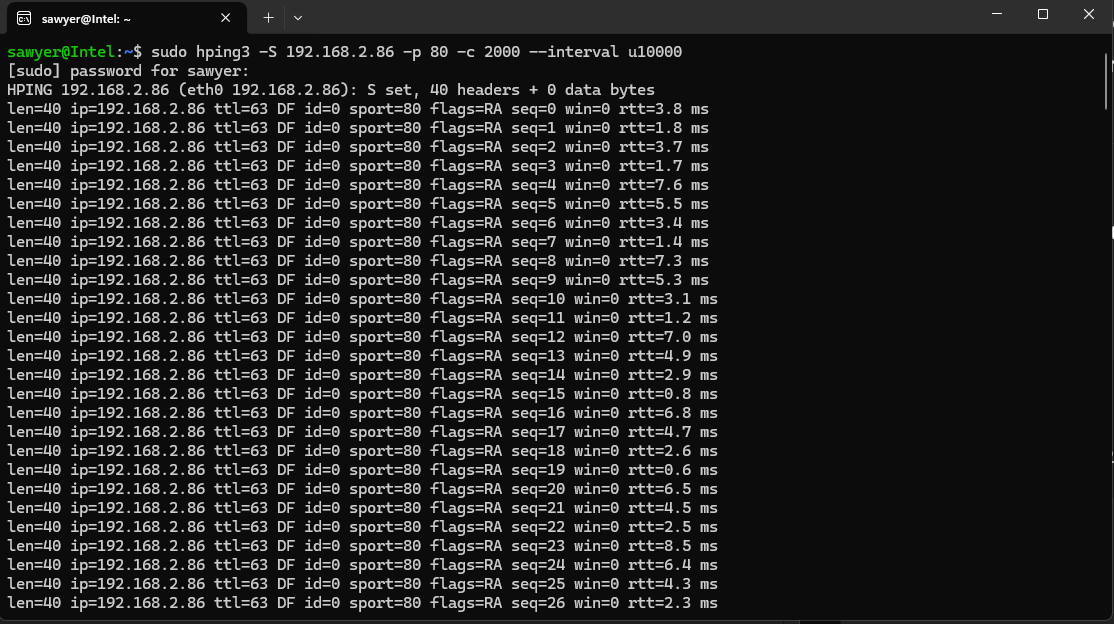 sawyer@Intel: ~
sawyer@Intel:~$ sudo hping3 -S 192.168.2.86 -p 80 -c 2000 --interval u10000
[sudo] password for sawyer:
HPING 192.168.2.86 (eth0 192.168.2.86): S set, 40 headers + 0 data bytes
len=40 ip=192.168.2.86 ttl=63 DF id=0 sport=80 flags=RA seq=0 win=0 rtt=3.8 ms
len=40 ip=192.168.2.86 ttl=63 DF id=0 sport=80 flags=RA seq=1 win=0 rtt=1.8 ms
len=40 ip=192.168.2.86 ttl=63 DF id=0 sport=80 flags=RA seq=2 win=0 rtt=3.7 ms
len=40 ip=192.168.2.86 ttl=63 DF id=0 sport=80 flags=RA seq=3 win=0 rtt=1.7 ms
len=40 ip=192.168.2.86 ttl=63 DF id=0 sport=80 flags=RA seq=4 win=0 rtt=7.6 ms
len=40 ip=192.168.2.86 ttl=63 DF id=0 sport=80 flags=RA seq=5 win=0 rtt=5.5 ms
len=40 ip=192.168.2.86 ttl=63 DF id=0 sport=80 flags=RA seq=6 win=0 rtt=3.4 ms
len=40 ip=192.168.2.86 ttl=63 DF id=0 sport=80 flags=RA seq=7 win=0 rtt=1.4 ms
len=40 ip=192.168.2.86 ttl=63 DF id=0 sport=80 flags=RA seq=8 win=0 rtt=7.3 ms
len=40 ip=192.168.2.86 ttl=63 DF id=0 sport=80 flags=RA seq=9 win=0 rtt=5.3 ms
len=40 ip=192.168.2.86 ttl=63 DF id=0 sport=80 flags=RA seq=10 win=0 rtt=3.1 ms
len=40 ip=192.168.2.86 ttl=63 DF id=0 sport=80 flags=RA seq=11 win=0 rtt=1.2 ms
len=40 ip=192.168.2.86 ttl=63 DF id=0 sport=80 flags=RA seq=12 win=0 rtt=7.0 ms
len=40 ip=192.168.2.86 ttl=63 DF id=0 sport=80 flags=RA seq=13 win=0 rtt=4.9 ms
len=40 ip=192.168.2.86 ttl=63 DF id=0 sport=80 flags=RA seq=14 win=0 rtt=2.9 ms
len=40 ip=192.168.2.86 ttl=63 DF id=0 sport=80 flags=RA seq=15 win=0 rtt=0.8 ms
len=40 ip=192.168.2.86 ttl=63 DF id=0 sport=80 flags=RA seq=16 win=0 rtt=6.8 ms
len=40 ip=192.168.2.86 ttl=63 DF id=0 sport=80 flags=RA seq=17 win=0 rtt=4.7 ms
len=40 ip=192.168.2.86 ttl=63 DF id=0 sport=80 flags=RA seq=18 win=0 rtt=2.6 ms
len=40 ip=192.168.2.86 ttl=63 DF id=0 sport=80 flags=RA seq=19 win=0 rtt=0.6 ms
len=40 ip=192.168.2.86 ttl=63 DF id=0 sport=80 flags=RA seq=20 win=0 rtt=6.5 ms
len=40 ip=192.168.2.86 ttl=63 DF id=0 sport=80 flags=RA seq=21 win=0 rtt=4.5 ms
len=40 ip=192.168.2.86 ttl=63 DF id=0 sport=80 flags=RA seq=22 win=0 rtt=2.5 ms
len=40 ip=192.168.2.86 ttl=63 DF id=0 sport=80 flags=RA seq=23 win=0 rtt=8.5 ms
len=40 ip=192.168.2.86 ttl=63 DF id=0 sport=80 flags=RA seq=24 win=0 rtt=6.4 ms
len=40 ip=192.168.2.86 ttl=63 DF id=0 sport=80 flags=RA seq=25 win=0 rtt=4.3 ms
len=40 ip=192.168.2.86 ttl=63 DF id=0 sport=80 flags=RA seq=26 win=0 rtt=2.3 ms